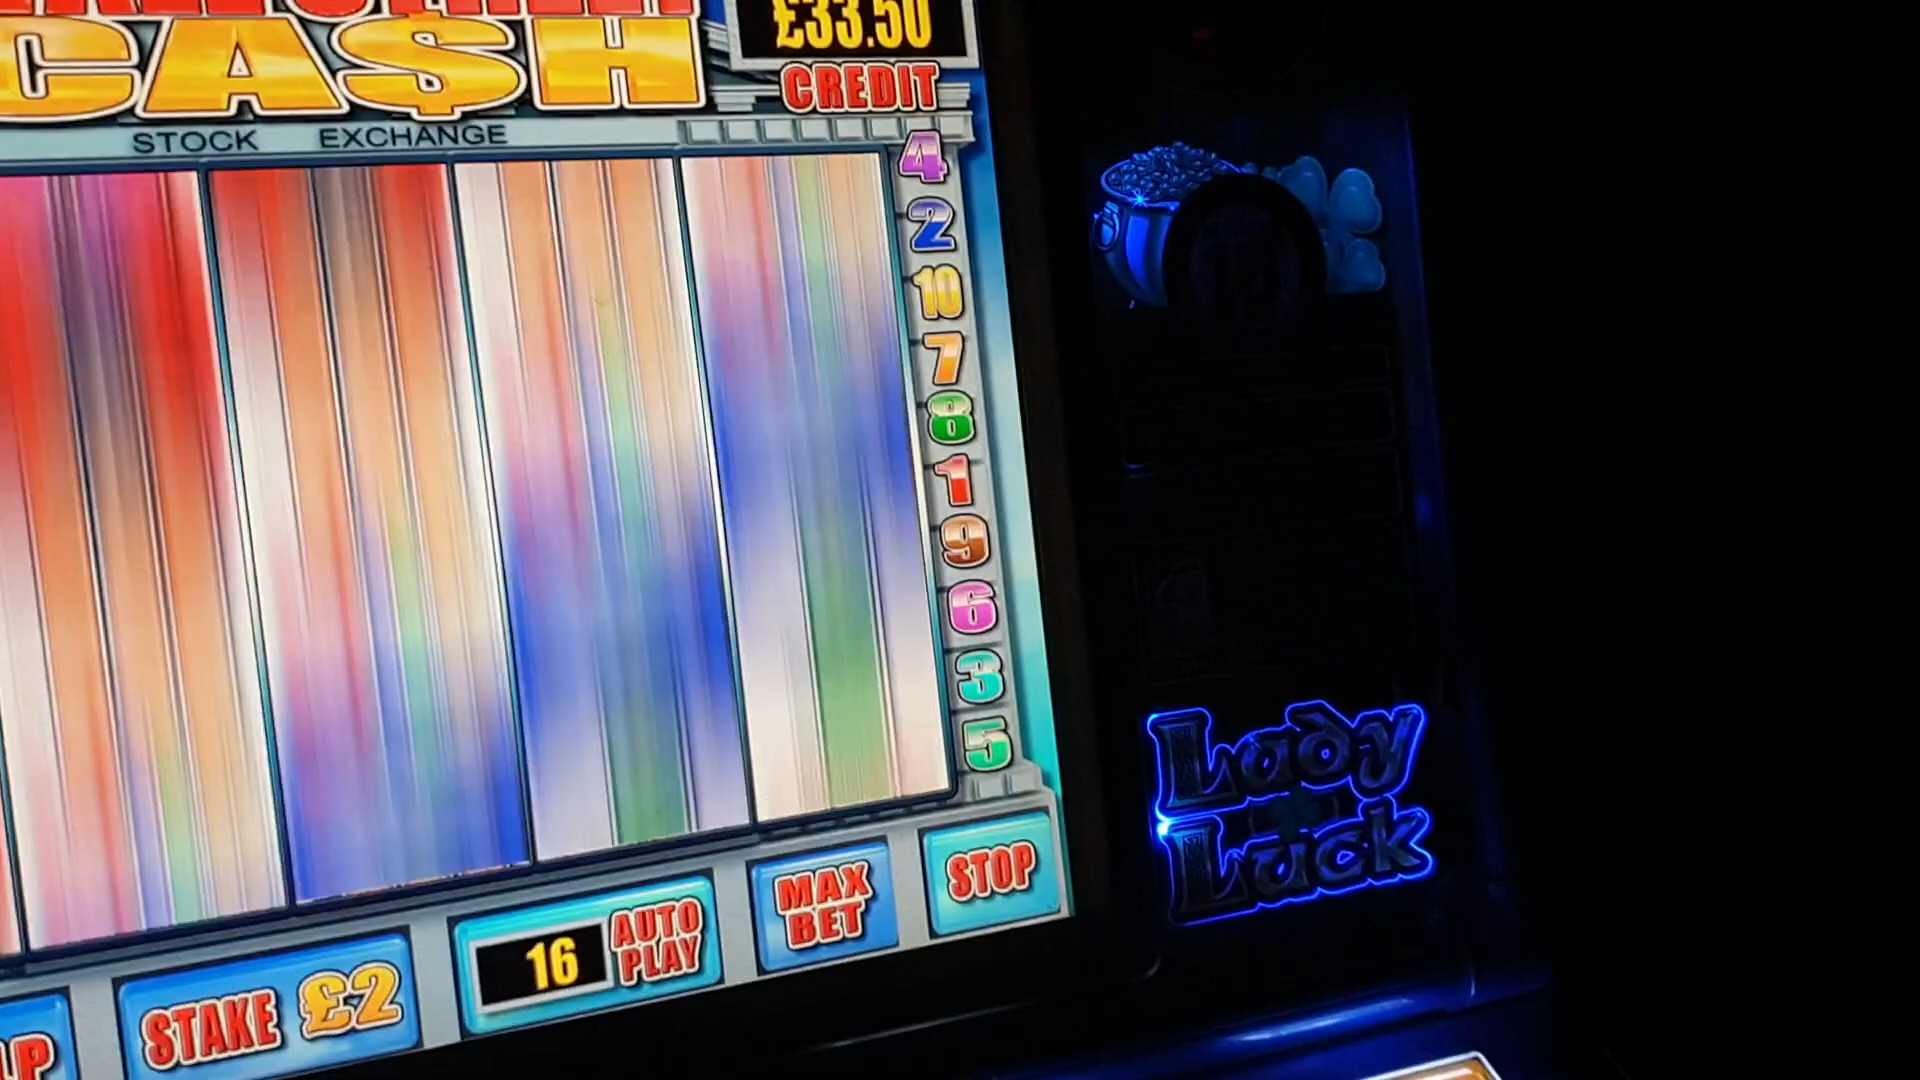 £33.50
CASH
CREDIT
STOCK EXCHANGE
4
2
10
7
8
1
9
6
3
5
Lady
Luck
STOP
MAX
BET
16 AUTO
PLAY
STAKE £2